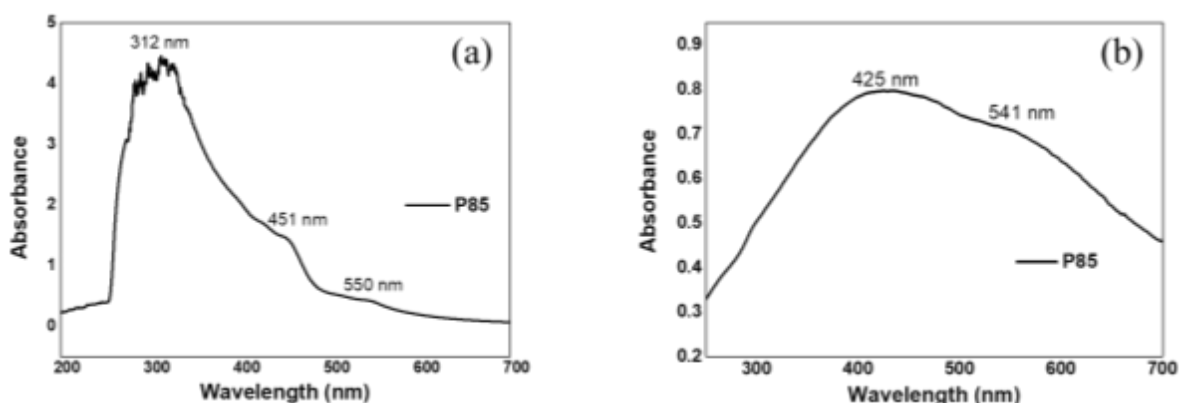 (a)
312 nm
451 nm
550 nm
P85
5
4
3
2
1
0
Absorbance
200 300 400 500 600 700
Wavelength (nm)
(b)
425 nm
541 nm
P85
0.9
0.8
0.7
0.6
0.5
0.4
0.3
0.2
Absorbance
300 400 500 600 700
Wavelength (nm)